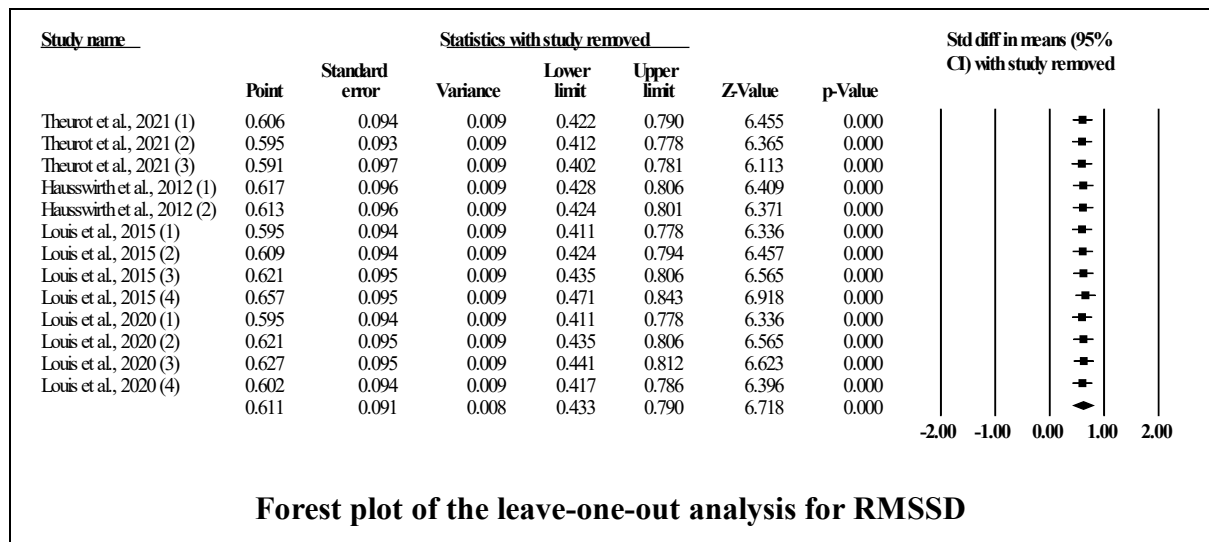 Study name Statistics with study removed Std diff in means (95%
CI) with study removed
Standard Lower Upper
Point error Variance limit limit Z-Value p-Value
Theurot et al., 2021 (1) 0.606 0.094 0.009 0.422 0.790 6.455 0.000
Theurot et al., 2021 (2) 0.595 0.093 0.009 0.412 0.778 6.365 0.000
Theurot et al., 2021 (3) 0.591 0.097 0.009 0.402 0.781 6.113 0.000
Hausswirth et al., 2012 (1) 0.617 0.096 0.009 0.428 0.806 6.409 0.000
Hausswirth et al., 2012 (2) 0.613 0.096 0.009 0.424 0.801 6.371 0.000
Louis et al., 2015 (1) 0.595 0.094 0.009 0.411 0.778 6.336 0.000
Louis et al., 2015 (2) 0.609 0.094 0.009 0.424 0.794 6.457 0.000
Louis et al., 2015 (3) 0.621 0.095 0.009 0.435 0.806 6.565 0.000
Louis et al., 2015 (4) 0.657 0.095 0.009 0.471 0.843 6.918 0.000
Louis et al., 2020 (1) 0.595 0.094 0.009 0.411 0.778 6.336 0.000
Louis et al., 2020 (2) 0.621 0.095 0.009 0.435 0.806 6.565 0.000
Louis et al., 2020 (3) 0.627 0.095 0.009 0.441 0.812 6.623 0.000
Louis et al., 2020 (4) 0.602 0.094 0.009 0.417 0.786 6.396 0.000
0.611 0.091 0.008 0.433 0.790 6.718 0.000
-2.00 -1.00 0.00 1.00 2.00
Forest plot of the leave-one-out analysis for RMSSD